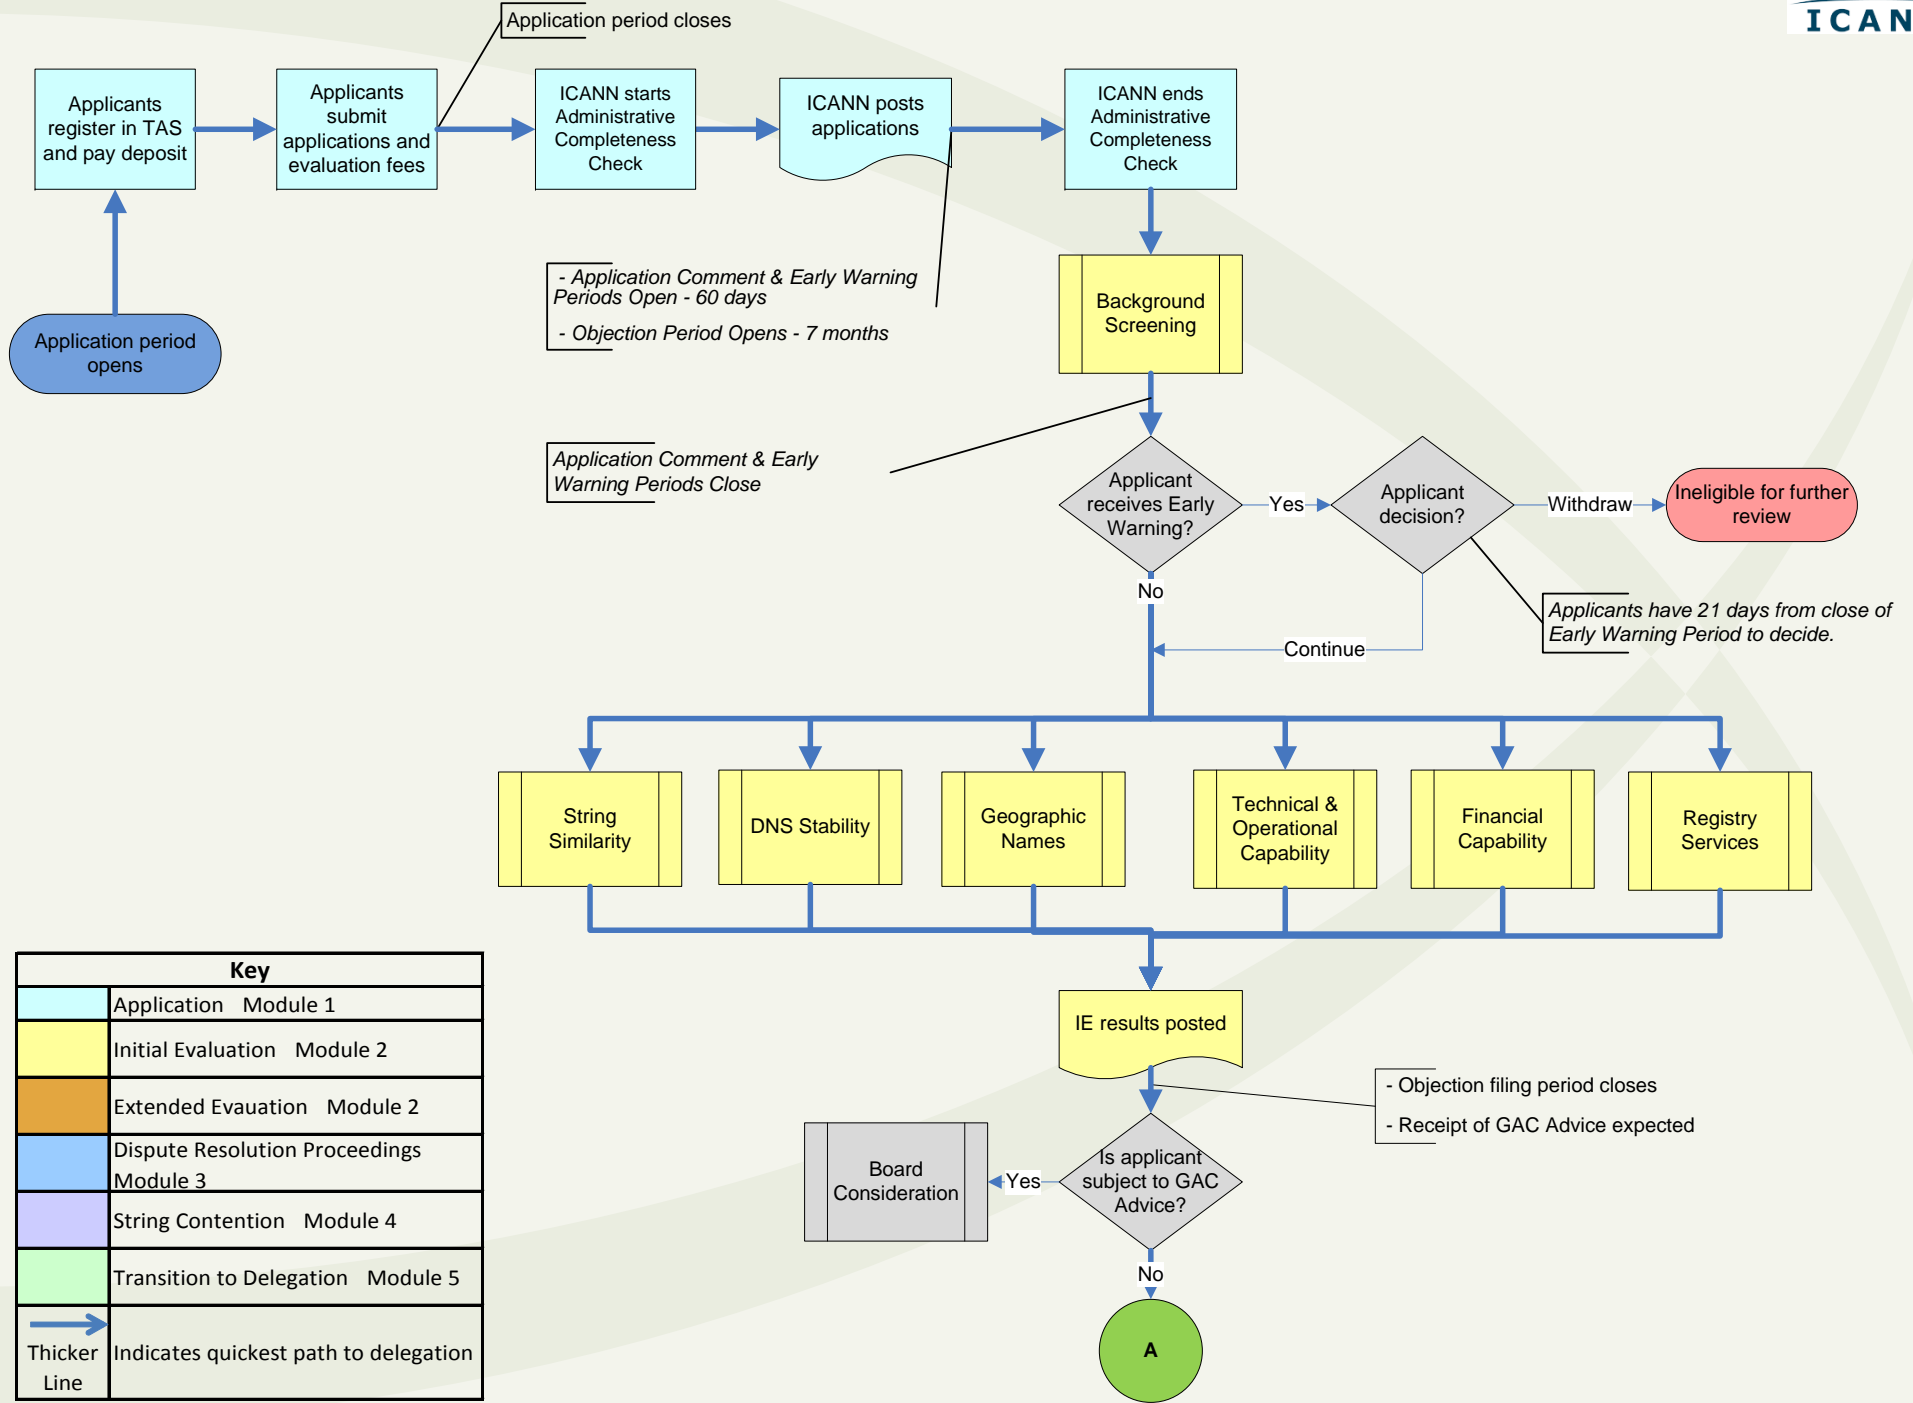 Application period closes
ICAN
Applicants
register in TAS
and pay deposit
Applicants
submit
applications and
evaluation fees
ICANN starts
Administrative
Completeness
Check
ICANN posts
applications
ICANN ends
Administrative
Completeness
Check
- Application Comment & Early Warning
Periods Open - 60 days
- Objection Period Opens - 7 months
Background
Screening
Application period
opens
Application Comment & Early
Warning Periods Close
Applicant
receives Early
Warning?
Yes
Applicant
decision?
Withdraw
Ineligible for further
review
No
Continue
Applicants have 21 days from close of
Early Warning Period to decide.
String
Similarity
DNS Stability
Geographic
Names
Technical &
Operational
Capability
Financial
Capability
Registry
Services
IE results posted
- Objection filing period closes
- Receipt of GAC Advice expected
Board
Consideration
Yes
Is applicant
subject to GAC
Advice?
No
A
Key
Application Module 1
Initial Evaluation Module 2
Extended Evauation Module 2
Dispute Resolution Proceedings
Module 3
String Contention Module 4
Transition to Delegation Module 5
Thicker
Line
Indicates quickest path to delegation